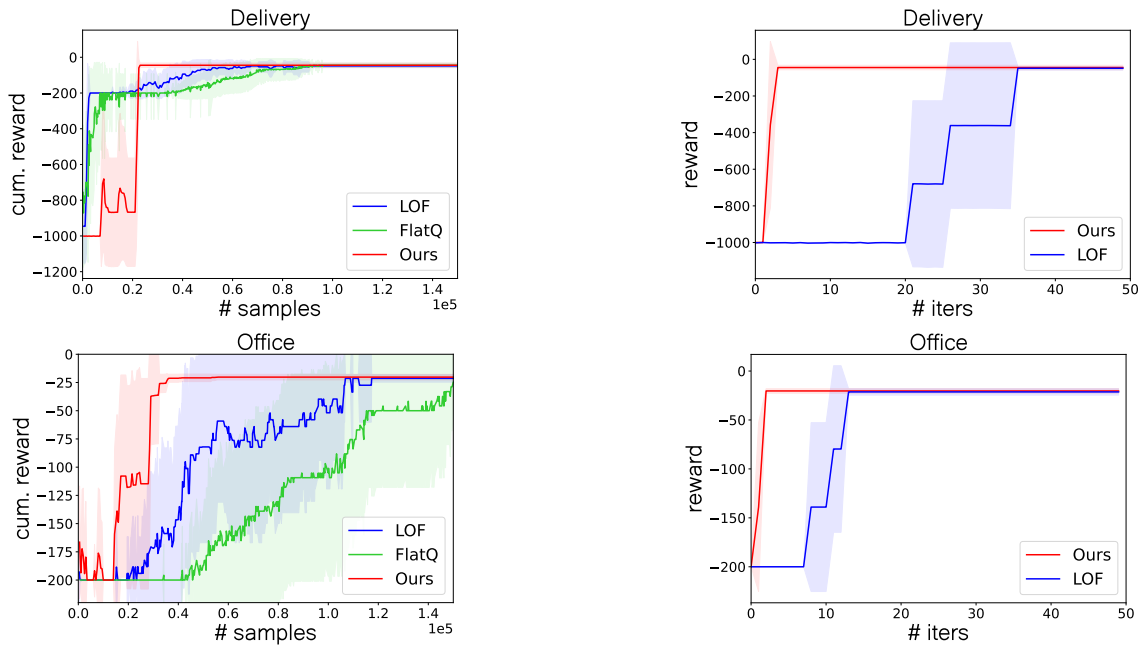 Delivery
cum. reward
0
−200
−400
−600
−800
−1000
−1200
LOF
FlatQ
Ours
0.0 0.2 0.4 0.6 0.8 1.0 1.2 1.4
# samples
1e5
Delivery
reward
0
−200
−400
−600
−800
−1000
Ours
LOF
0 10 20 30 40 50
# iters
Office
cum. reward
0
−25
−50
−75
−100
−125
−150
−175
−200
LOF
FlatQ
Ours
0.0 0.2 0.4 0.6 0.8 1.0 1.2 1.4
# samples
1e5
Office
reward
0
−50
−100
−150
−200
Ours
LOF
0 10 20 30 40 50
# iters